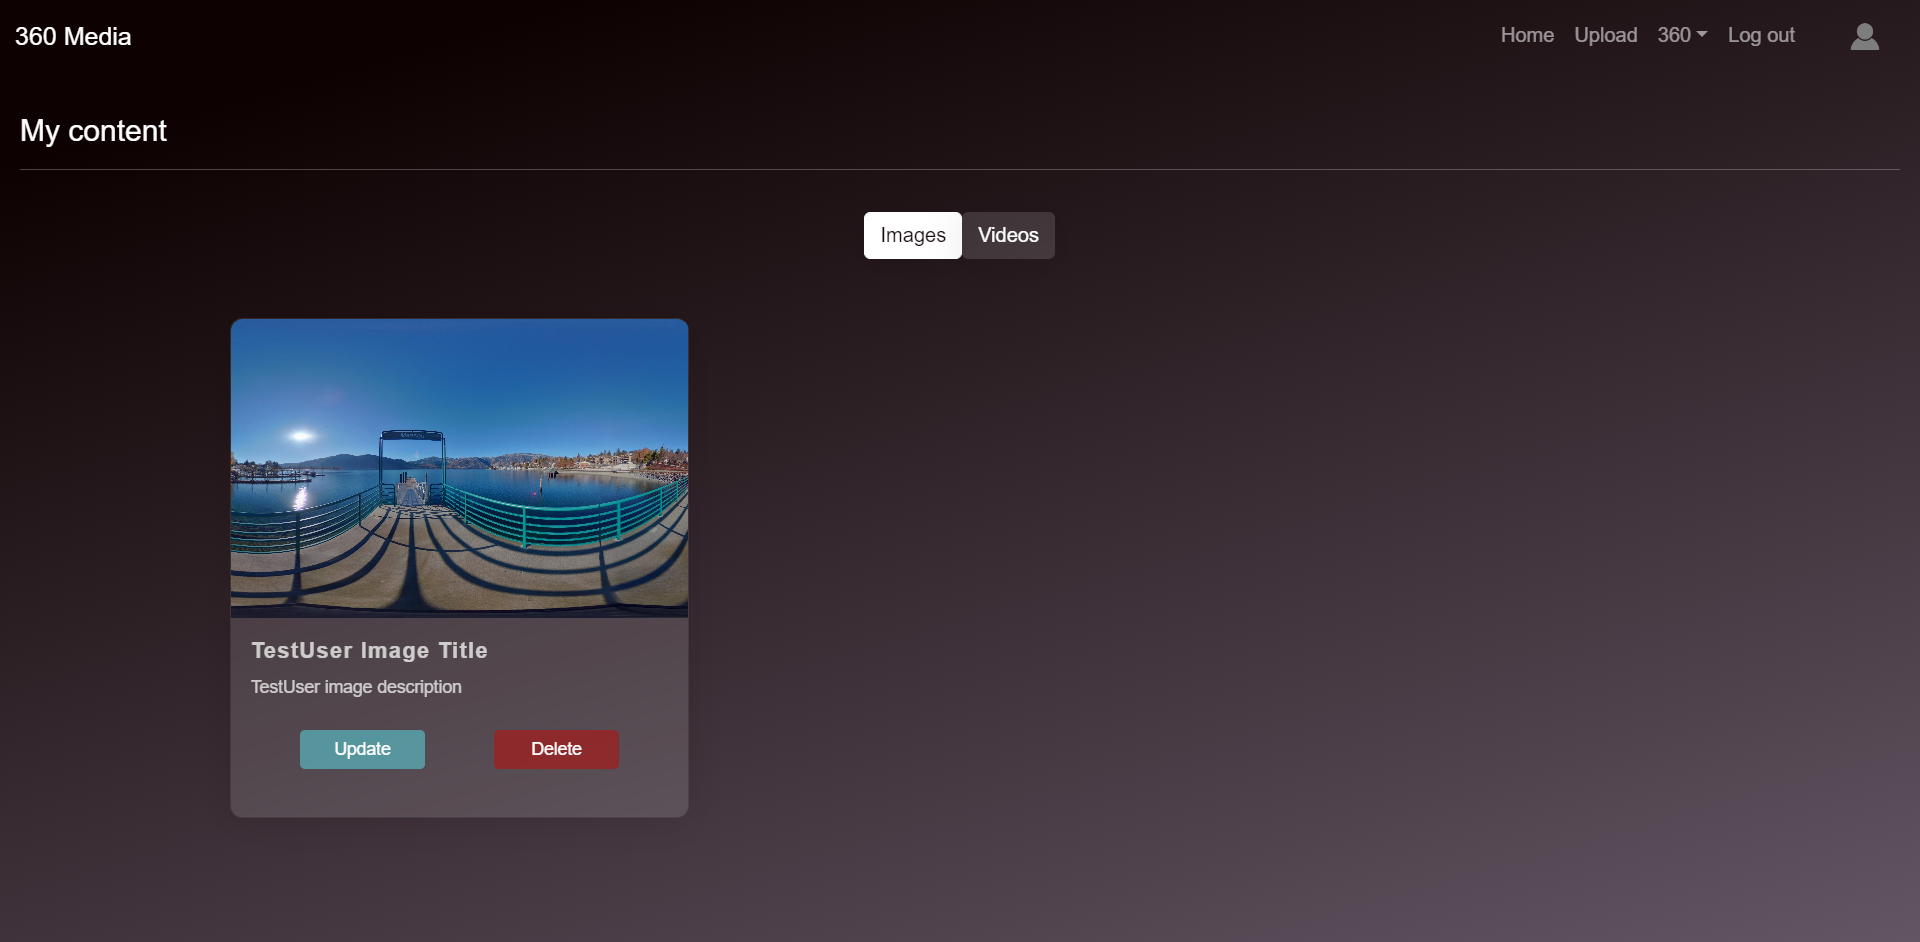 360 Media
Home Upload 360 Log out
My content
Images Videos
TestUser Image Title
TestUser image description
Update Delete